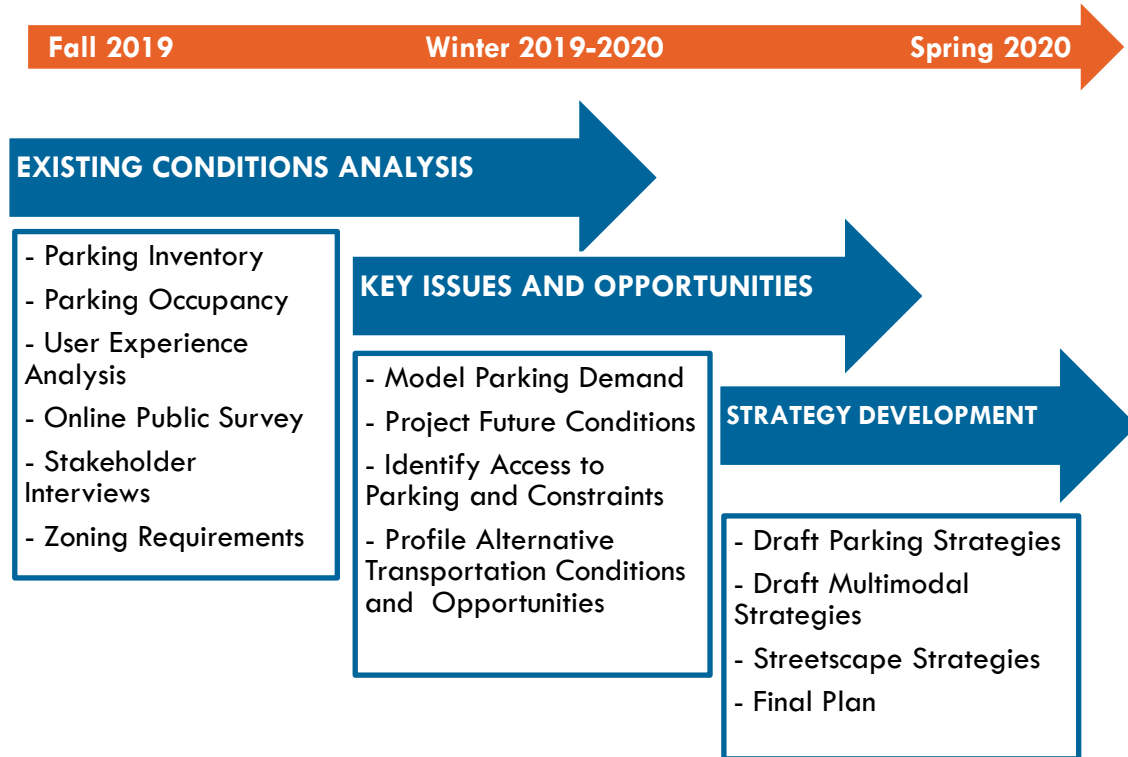 Fall 2019 Winter 2019-2020 Spring 2020
EXISTING CONDITIONS ANALYSIS
- Parking Inventory
- Parking Occupancy
- User Experience
Analysis
- Online Public Survey
- Stakeholder
Interviews
- Zoning Requirements
KEY ISSUES AND OPPORTUNITIES
- Model Parking Demand
- Project Future Conditions
- Identify Access to
Parking and Constraints
- Profile Alternative
Transportation Conditions
and Opportunities
STRATEGY DEVELOPMENT
- Draft Parking Strategies
- Draft Multimodal
Strategies
- Streetscape Strategies
- Final Plan